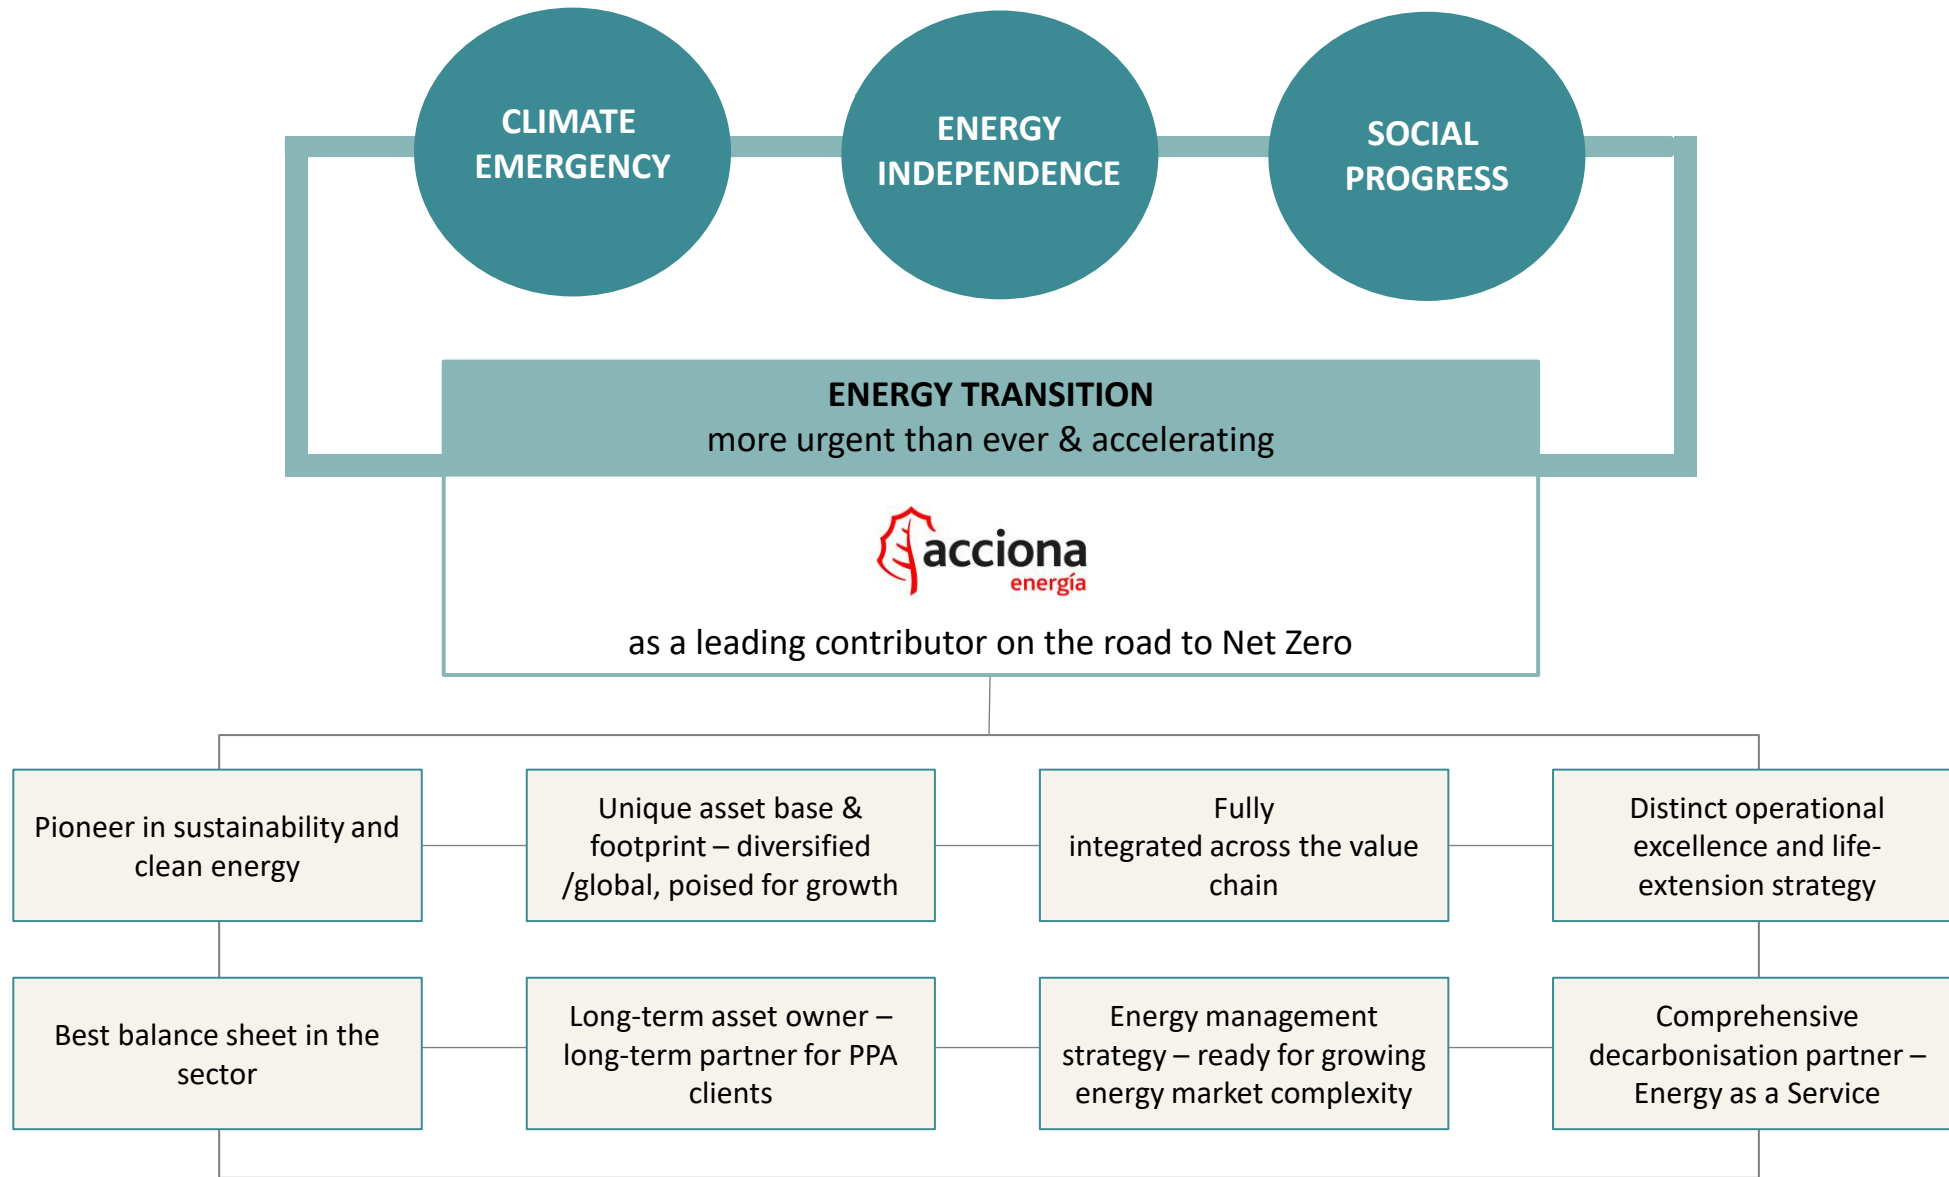 CLIMATE
EMERGENCY
ENERGY
INDEPENDENCE
SOCIAL
PROGRESS
ENERGY TRANSITION
more urgent than ever & accelerating
acciona
energía
as a leading contributor on the road to Net Zero
Pioneer in sustainability and
clean energy
Unique asset base &
footprint – diversified
/global, poised for growth
Fully
integrated across the value
chain
Distinct operational
excellence and life-
extension strategy
Best balance sheet in the
sector
Long-term asset owner –
long-term partner for PPA
clients
Energy management
strategy – ready for growing
energy market complexity
Comprehensive
decarbonisation partner –
Energy as a Service